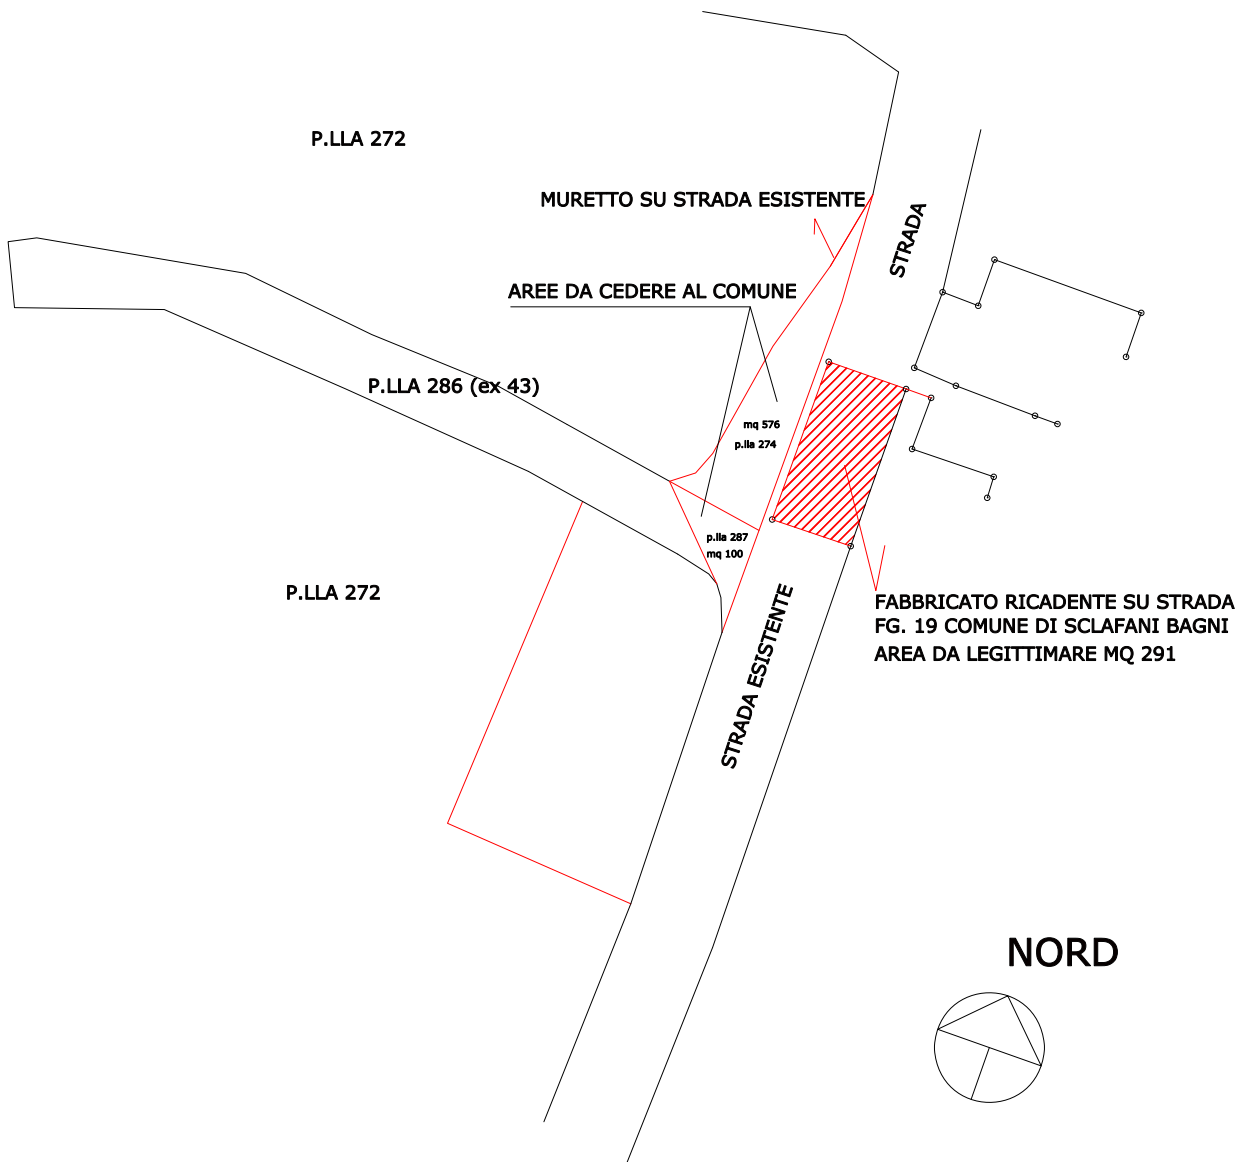 P.LLA 272
MURETTO SU STRADA ESISTENTE
STRADA
AREE DA CEDERE AL COMUNE
P.LLA 286 (ex 43)
mq 576
p.lla 274
p.lla 287
mq 100
P.LLA 272
STRADA ESISTENTE
FABBRICATO RICADENTE SU STRADA
FG. 19 COMUNE DI SCLAFANI BAGNI
AREA DA LEGITTIMARE MQ 291
NORD